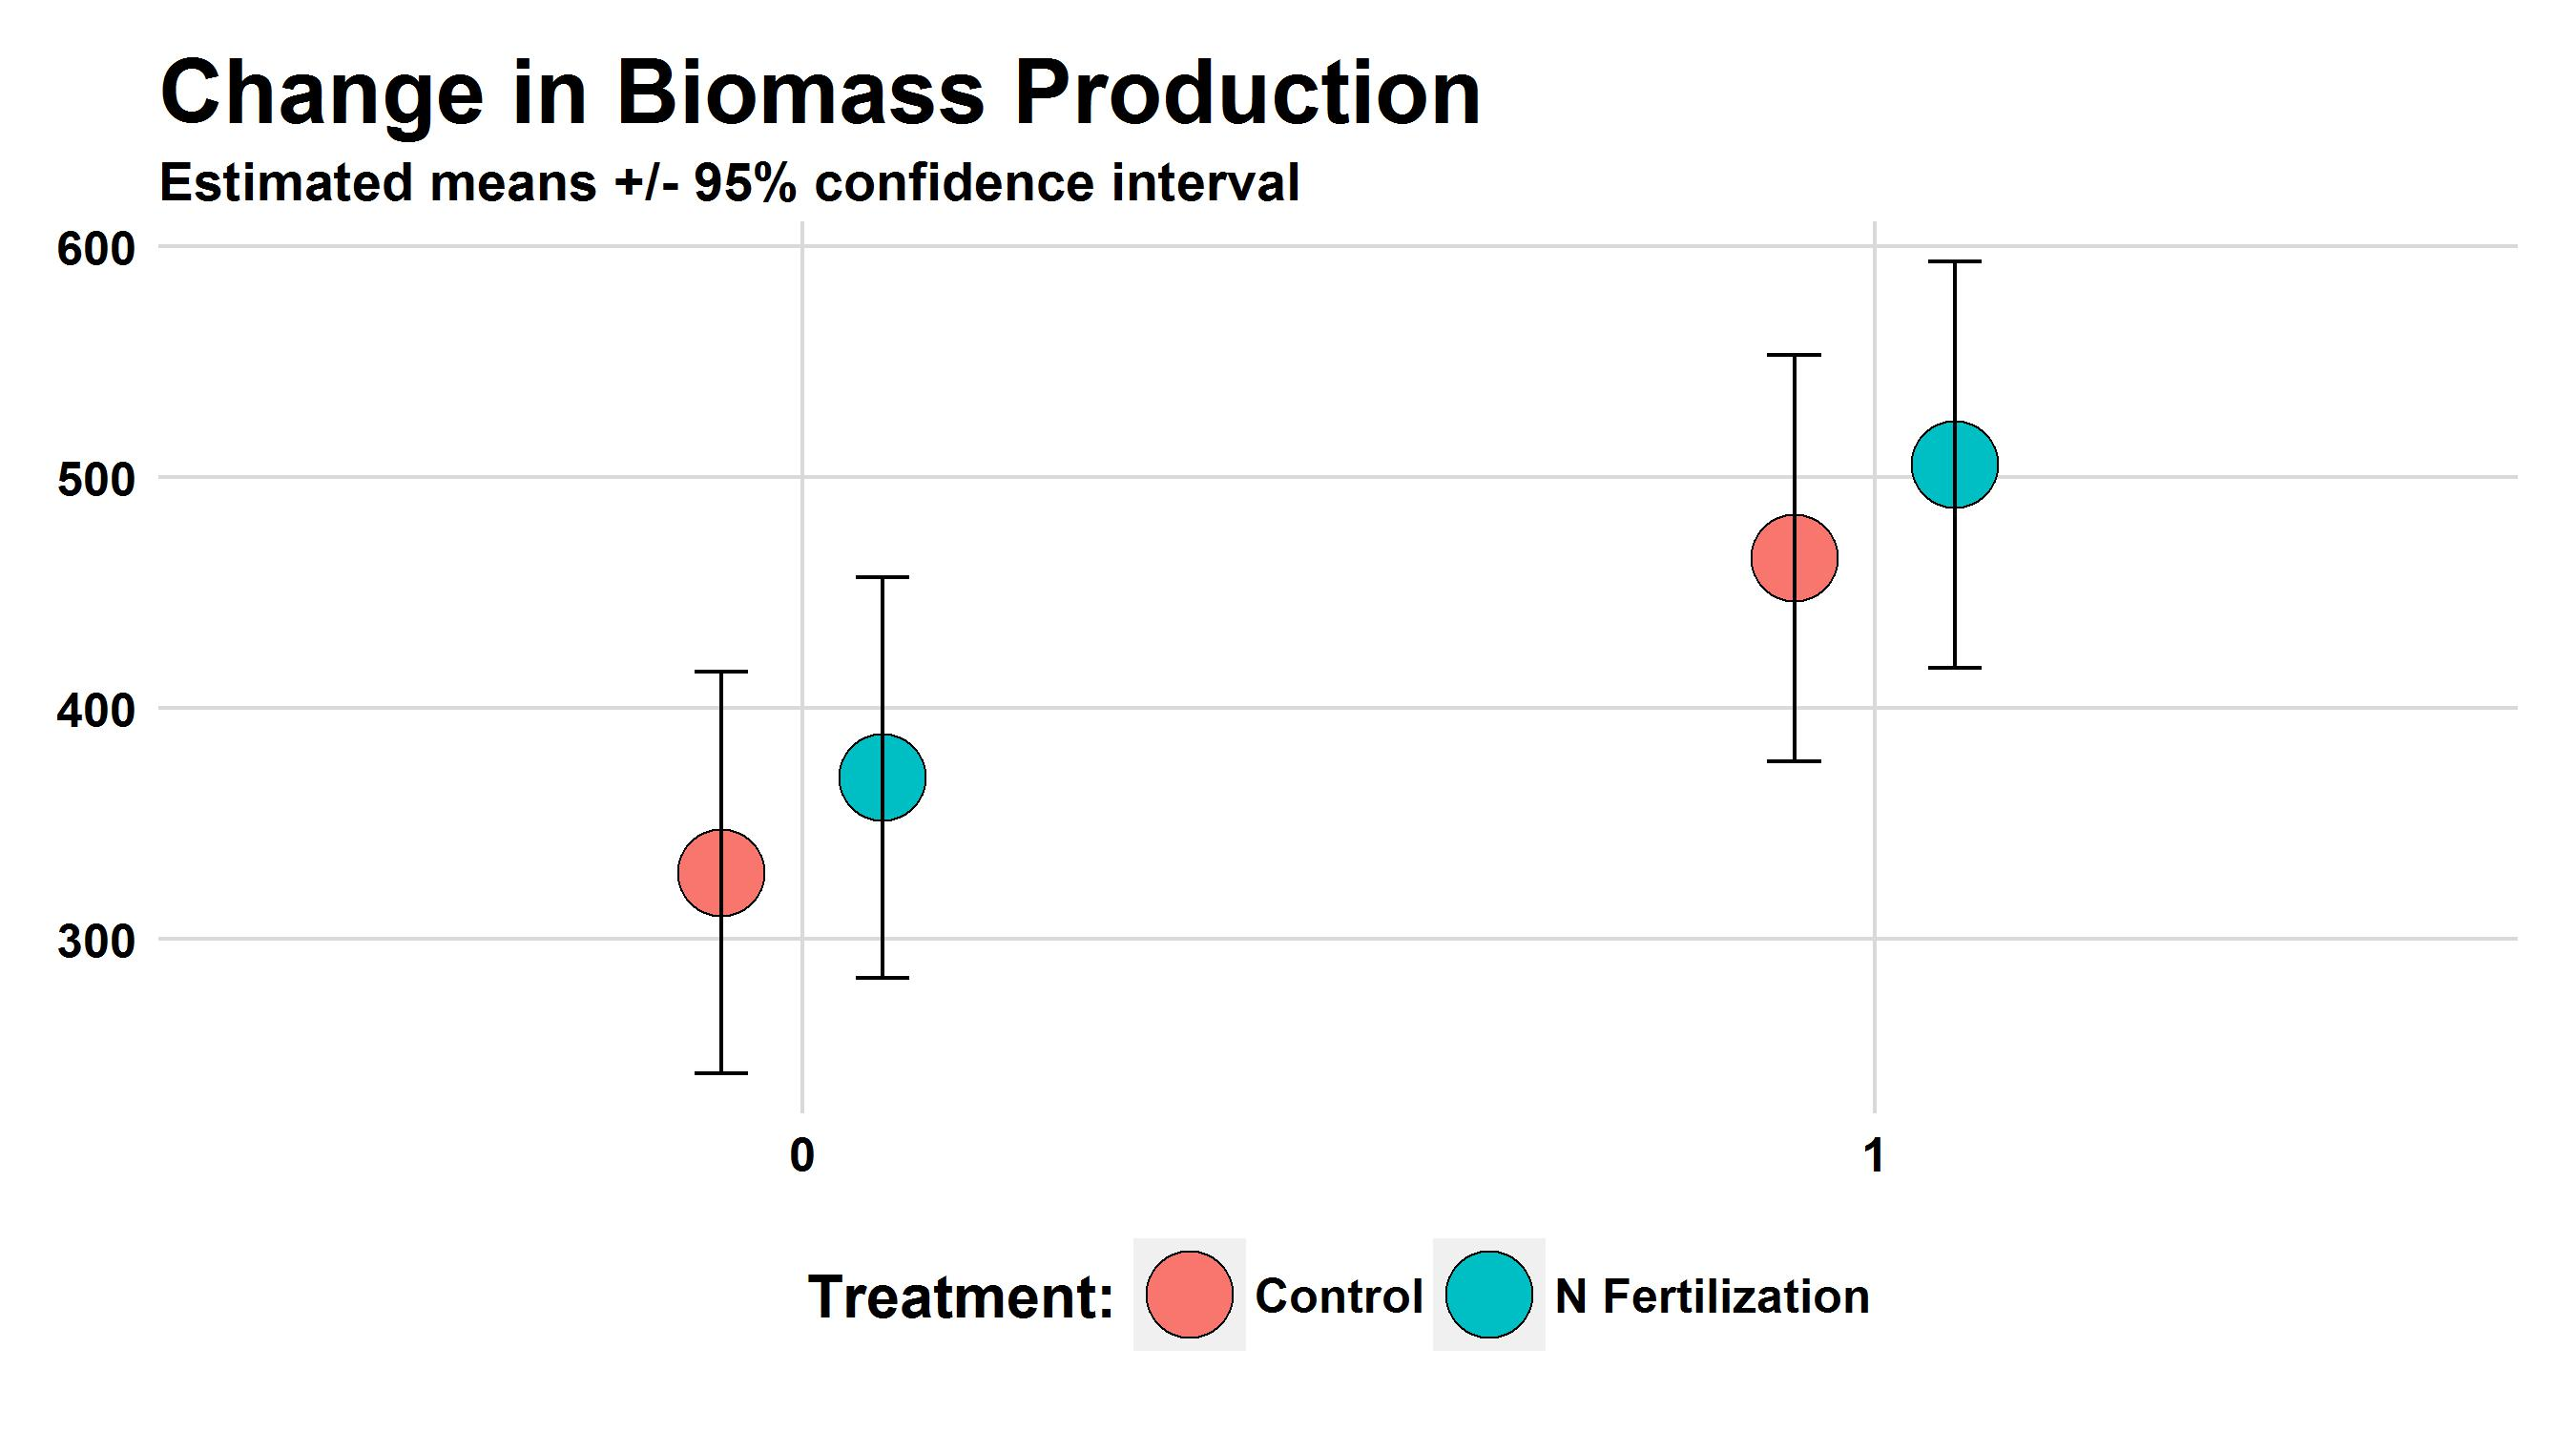 Change in Biomass Production
Estimated means +/- 95% confidence interval
600
500
400
300
0 1
Treatment: Control N Fertilization